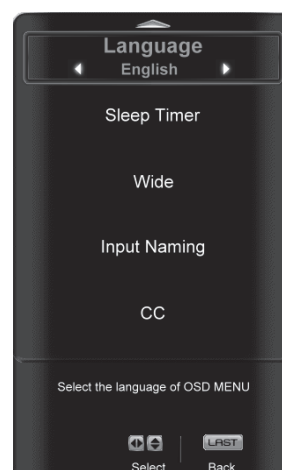 Language
English
Sleep Timer
Wide
Input Naming
CC
Select the language of OSD MENU
LAST
Select Back